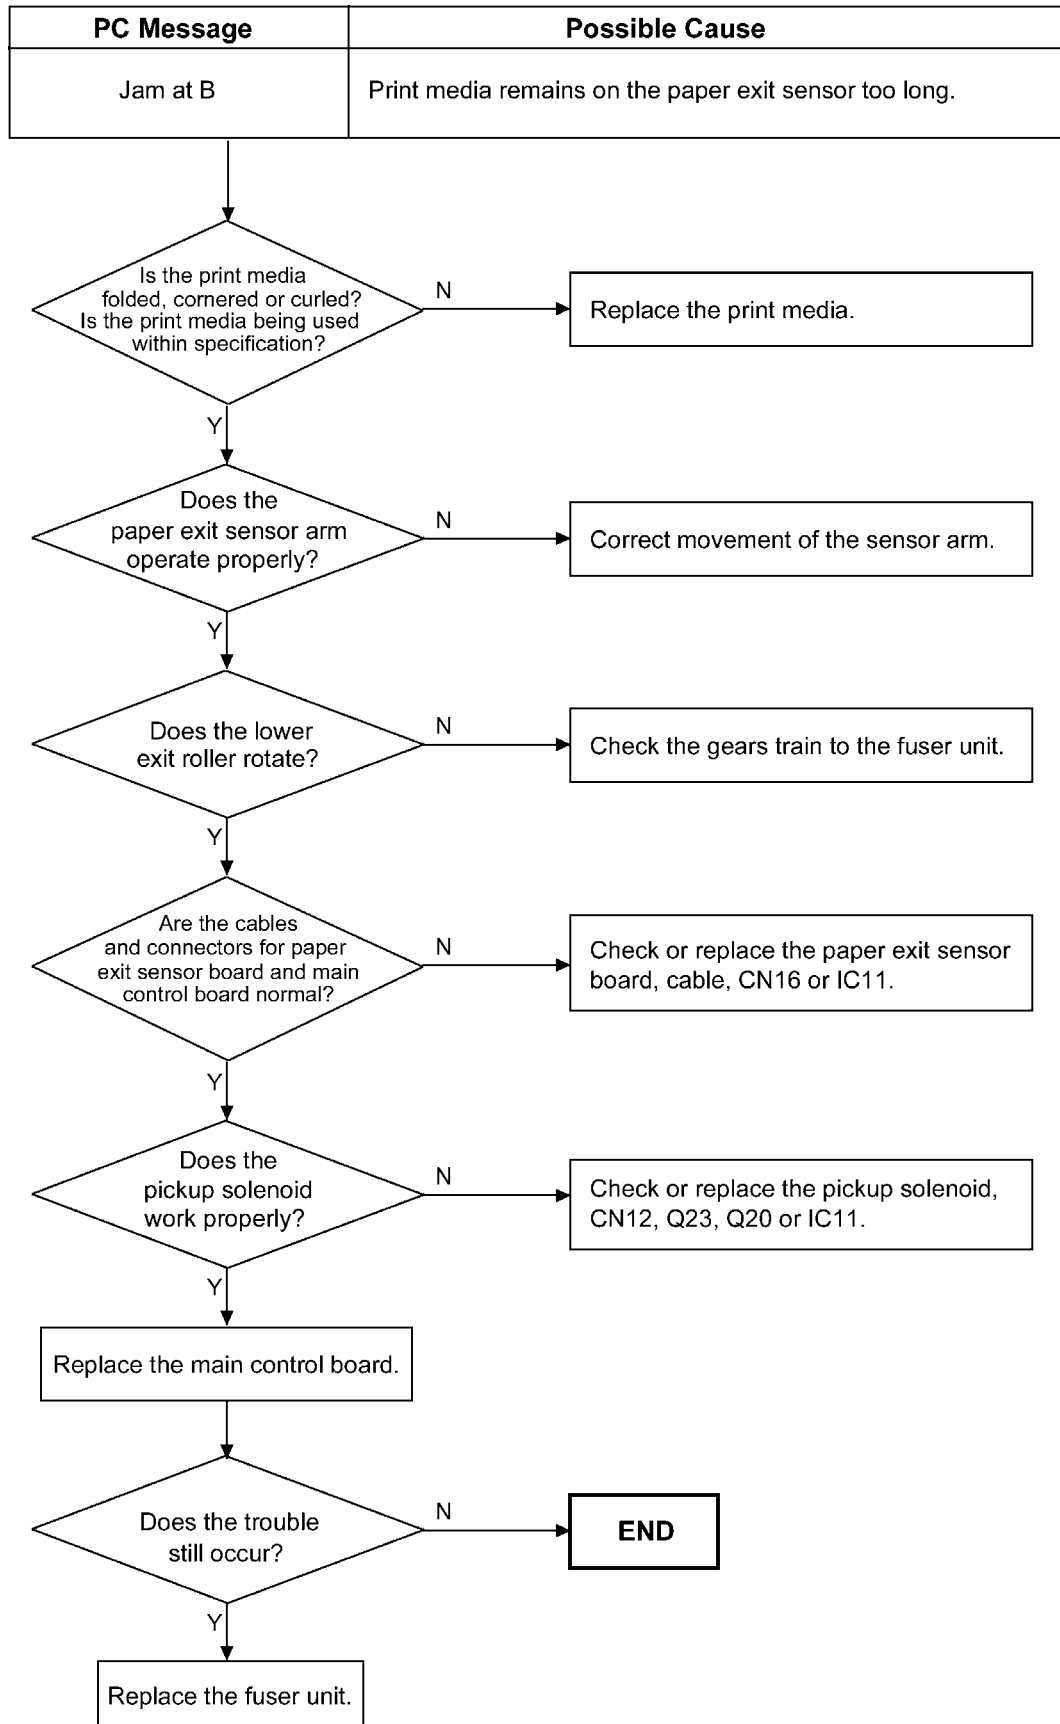 PC Message
Possible Cause
Jam at B
Print media remains on the paper exit sensor too long.
Is the print media
folded, cornered or curled?
Is the print media being used
within specification?
N
Replace the print media.
Y
Does the
paper exit sensor arm
operate properly?
N
Correct movement of the sensor arm.
Y
Does the lower
exit roller rotate?
N
Check the gears train to the fuser unit.
Y
Are the cables
and connectors for paper
exit sensor board and main
control board normal?
N
Check or replace the paper exit sensor
board, cable, CN16 or IC11.
Y
Does the
pickup solenoid
work properly?
N
Check or replace the pickup solenoid,
CN12, Q23, Q20 or IC11.
Y
Replace the main control board.
Does the trouble
still occur?
N
END
Y
Replace the fuser unit.